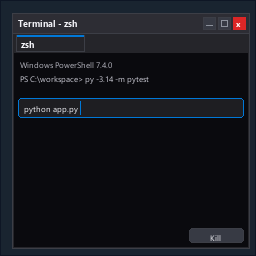 Terminal - zsh
zsh
Windows PowerShell 7.4.0
PS C:\workspace> py -3.14 -m pytest
python app.py
Kill